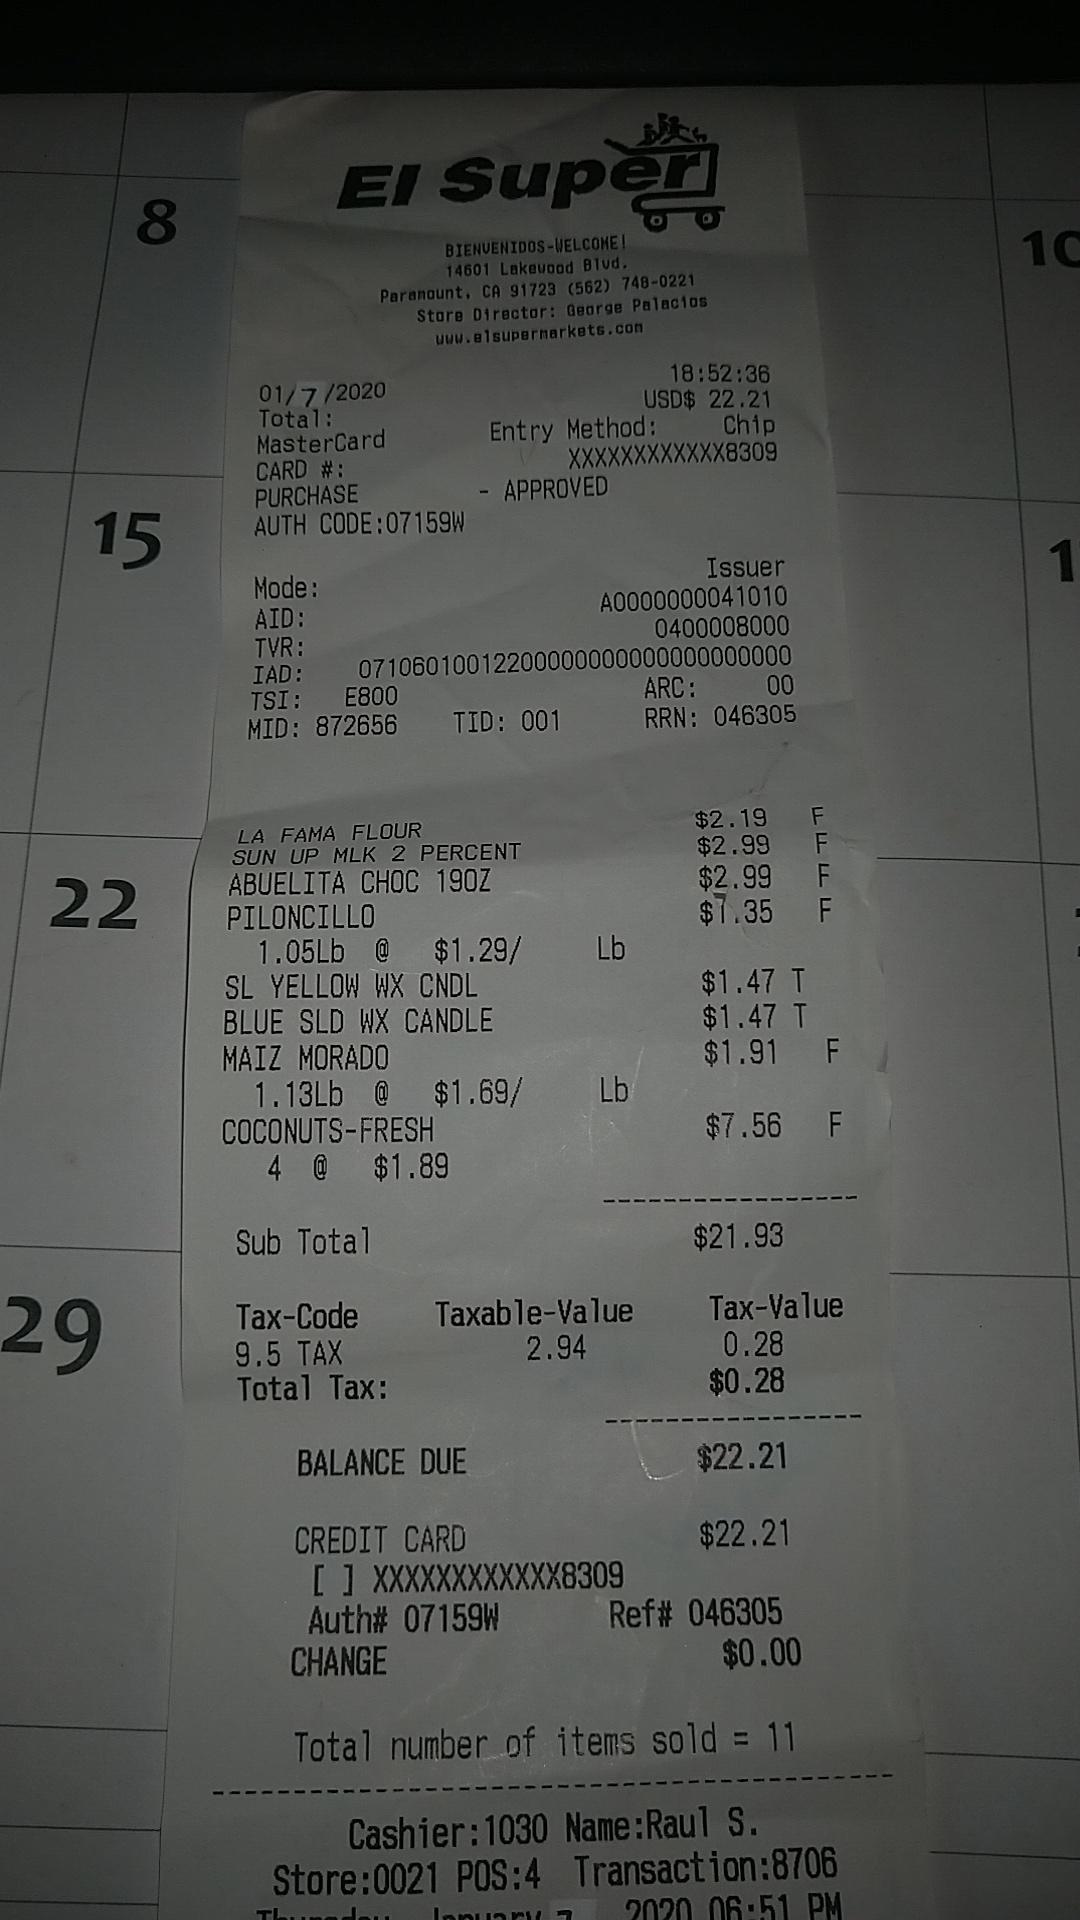 El Super
BIENVENIDOS-WELCOME!
14601 Lakewood Blvd.
Paramount, CA 91723 (562) 748-0221
Store Director: George Palacios
www.elsupermarkets.com
01/7/2020 18:52:36
Total: USD$ 22.21
MasterCard Entry Method: Chip
CARD #: XXXXXXXXXXXX8309
PURCHASE - APPROVED
AUTH CODE:07159W
Mode: Issuer
AID: A0000000041010
TVR: 0400008000
IAD: 0710601001220000000000000000000000
TSI: E800 ARC: 00
MID: 872656 TID: 001 RRN: 046305
LA FAMA FLOUR $2.19 F
SUN UP MLK 2 PERCENT $2.99 F
ABUELITA CHOC 19OZ $2.99 F
PILONCILLO $1.35 F
1.05Lb @ $1.29/ Lb
SL YELLOW WX CNDL $1.47 T
BLUE SLD WX CANDLE $1.47 T
MAIZ MORADO $1.91 F
1.13Lb @ $1.69/ Lb
COCONUTS-FRESH $7.56 F
4 @ $1.89
Sub Total $21.93
Tax-Code Taxable-Value Tax-Value
9.5 TAX 2.94 0.28
Total Tax: $0.28
BALANCE DUE $22.21
CREDIT CARD $22.21
[ ] XXXXXXXXXXXX8309
Auth# 07159W Ref# 046305
CHANGE $0.00
Total number of items sold = 11
Cashier:1030 Name:Raul S.
Store:0021 POS:4 Transaction:8706
Thursday, January 7 2020 06:51 PM
8
15
22
29
10